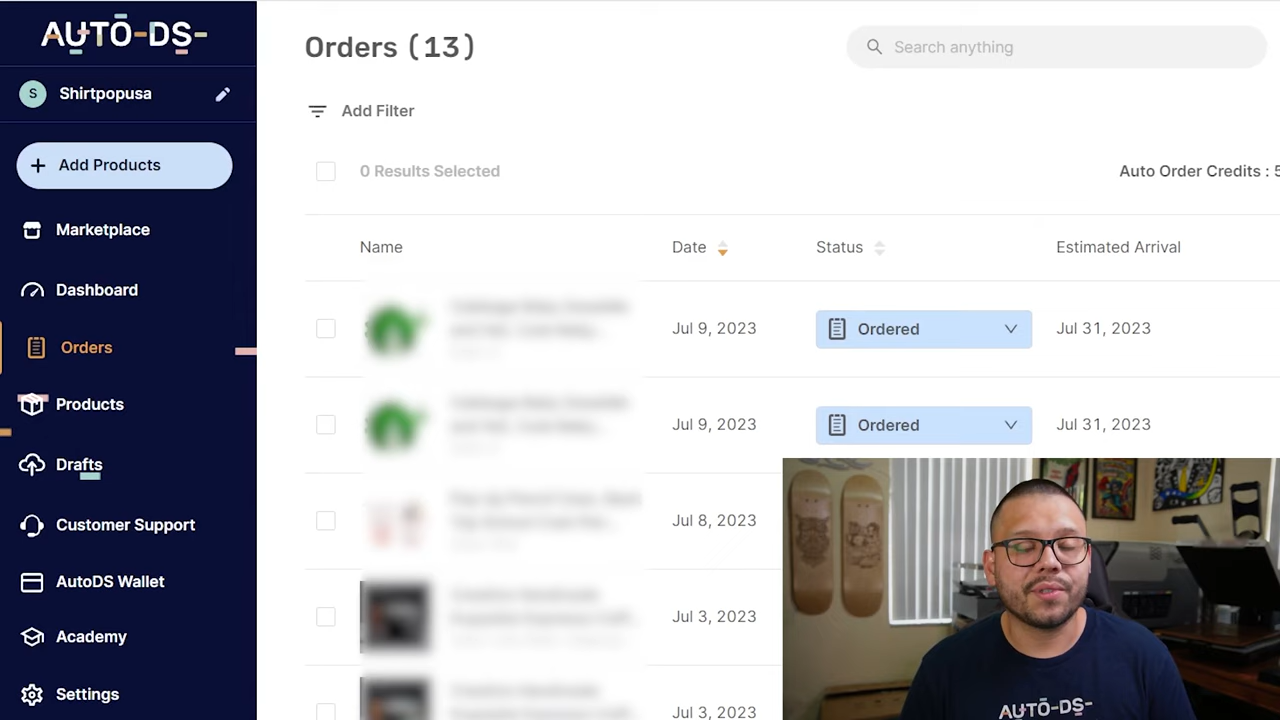 AUTO-DS-
Orders (13)
Search anything
S
Shirtpopusa
Add Filter
Add Products
0 Results Selected
Auto Order Credits : 5
Marketplace
Name
Date
Status
Estimated Arrival
Dashboard
Jul 9, 2023
Ordered
Jul 31, 2023
Orders
Products
Jul 9, 2023
Ordered
Jul 31, 2023
Drafts
Customer Support
Jul 8, 2023
AutoDS Wallet
Academy
Jul 3, 2023
Settings
Jul 3, 2023
AUTO-DS-